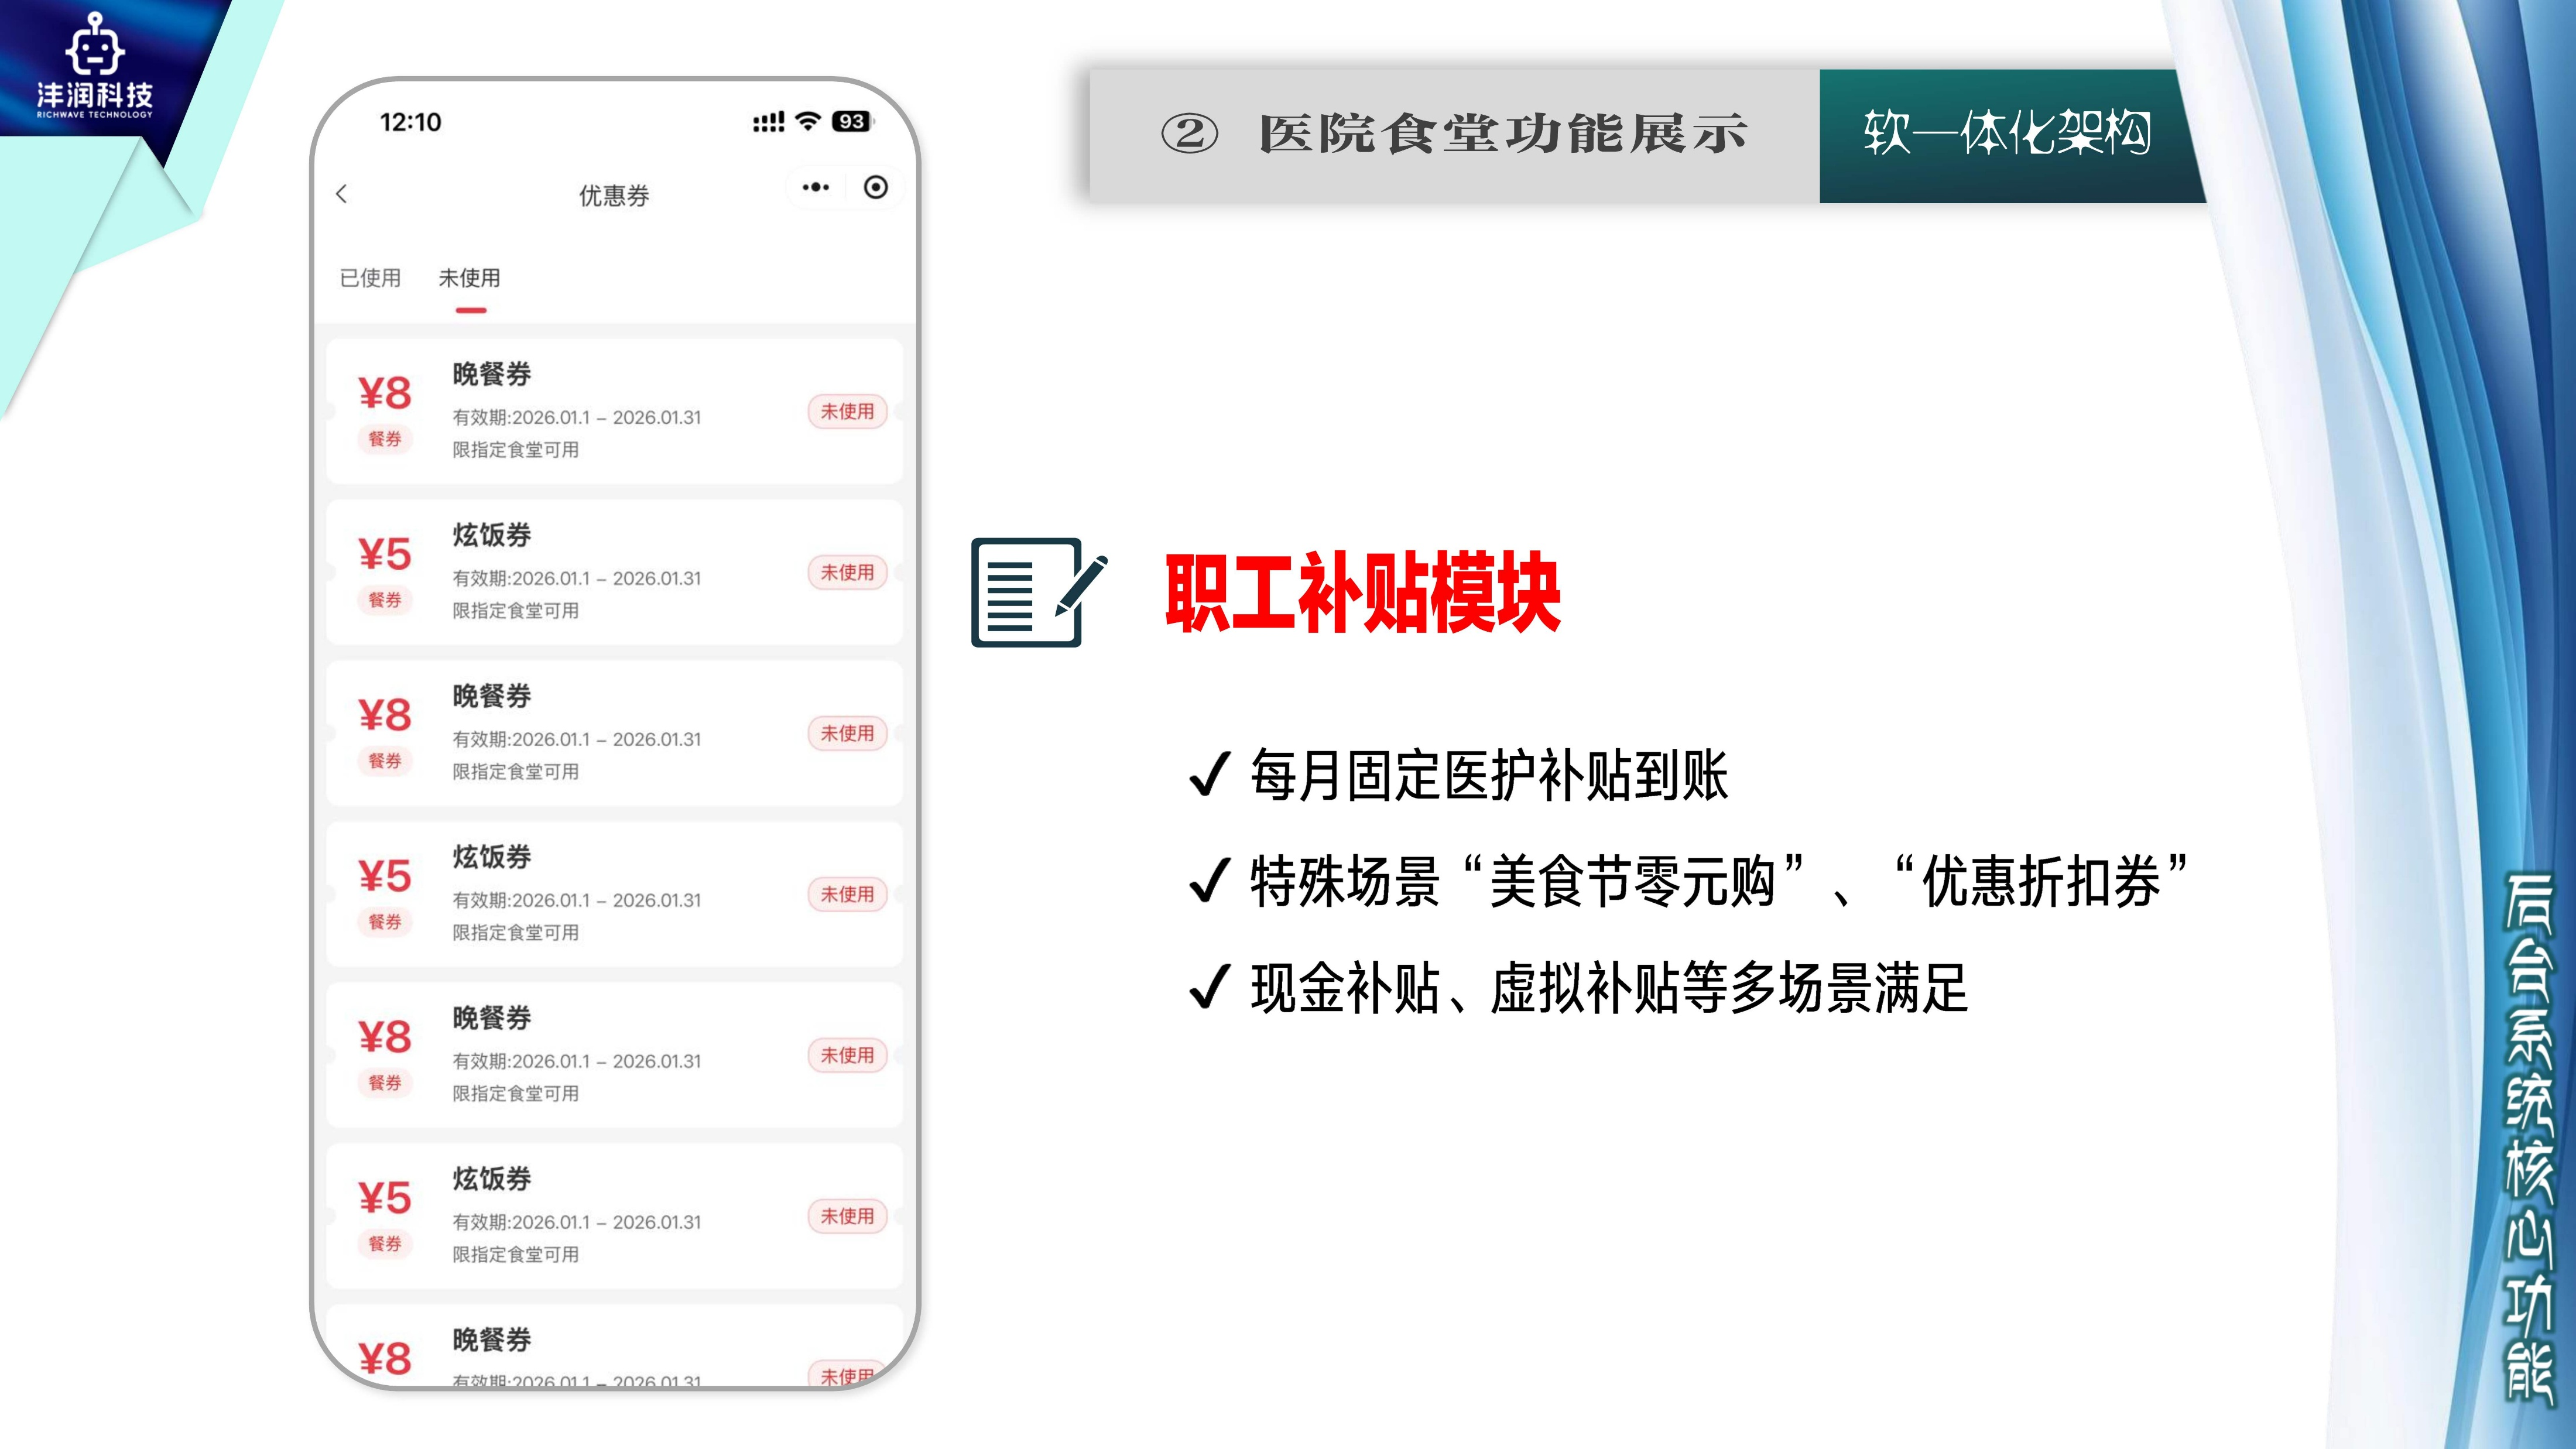 沣润科技
RICHWAVE TECHNOLOGY
12:10
93
优惠券
已使用 未使用
¥8
餐券
晚餐券
有效期:2026.01.1 – 2026.01.31
限指定食堂可用
未使用
¥5
餐券
炫饭券
有效期:2026.01.1 – 2026.01.31
限指定食堂可用
未使用
¥8
餐券
晚餐券
有效期:2026.01.1 – 2026.01.31
限指定食堂可用
未使用
¥5
餐券
炫饭券
有效期:2026.01.1 – 2026.01.31
限指定食堂可用
未使用
¥8
餐券
晚餐券
有效期:2026.01.1 – 2026.01.31
限指定食堂可用
未使用
¥5
餐券
炫饭券
有效期:2026.01.1 – 2026.01.31
限指定食堂可用
未使用
¥8
晚餐券
有效期:2026.01.1 – 2026.01.31
未使用
② 医院食堂功能展示
软一体化架构
职工补贴模块
✓ 每月固定医护补贴到账
✓ 特殊场景“美食节零元购”、“优惠折扣券”
✓ 现金补贴、虚拟补贴等多场景满足
后台系统核心功能